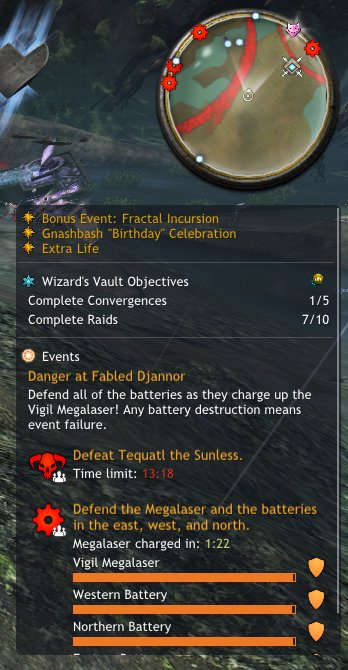 Bonus Event: Fractal Incursion
Gnashbash "Birthday" Celebration
Extra Life
Wizard's Vault Objectives
Complete Convergences 1/5
Complete Raids 7/10
Events
Danger at Fabled Djannor
Defend all of the batteries as they charge up the
Vigil Megalaser! Any battery destruction means
event failure.
Defeat Tequatl the Sunless.
Time limit: 13:18
Defend the Megalaser and the batteries
in the east, west, and north.
Megalaser charged in: 1:22
Vigil Megalaser
Western Battery
Northern Battery